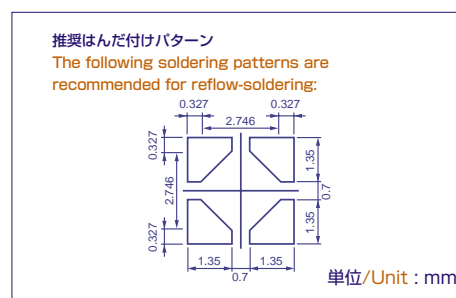 推奨はんだ付けパターン
The following soldering patterns are
recommended for reflow-soldering:
0.327 0.327
2.746
0.327 1.35
2.746 0.7
0.327 1.35
1.35 1.35
0.7
単位/Unit : mm